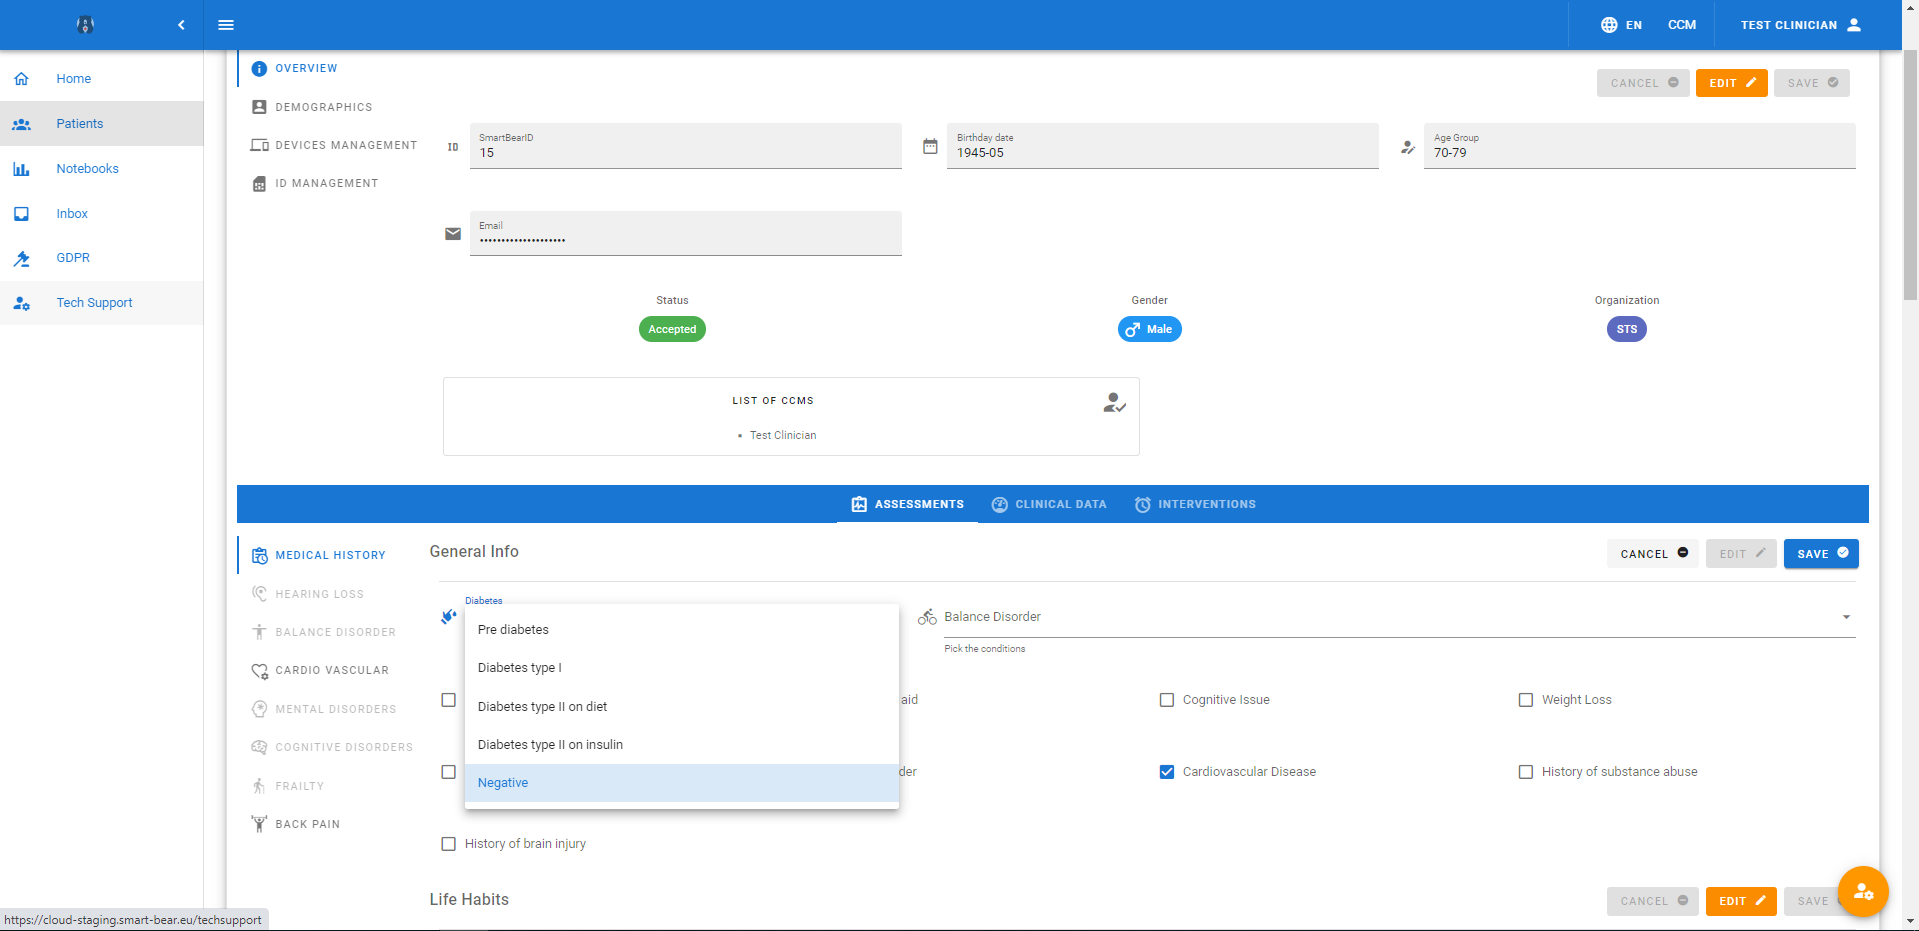 EN
CCM
TEST CLINICIAN
Home
Patients
Notebooks
Inbox
GDPR
Tech Support
OVERVIEW
DEMOGRAPHICS
DEVICES MANAGEMENT
ID MANAGEMENT
CANCEL
EDIT
SAVE
ID
SmartBearID
15
Birthday date
1945-05
Age Group
70-79
Email
••••••••••••••••••••
Status
Accepted
Gender
Male
Organization
STS
LIST OF CCMS
Test Clinician
ASSESSMENTS
CLINICAL DATA
INTERVENTIONS
MEDICAL HISTORY
HEARING LOSS
BALANCE DISORDER
CARDIO VASCULAR
MENTAL DISORDERS
COGNITIVE DISORDERS
FRAILTY
BACK PAIN
General Info
CANCEL
EDIT
SAVE
Diabetes
Pre diabetes
Diabetes type I
Diabetes type II on diet
Diabetes type II on insulin
Negative
Balance Disorder
Pick the conditions
aid
Cognitive Issue
Weight Loss
der
Cardiovascular Disease
History of substance abuse
History of brain injury
Life Habits
CANCEL
EDIT
SAVE
https://cloud-staging.smart-bear.eu/techsupport